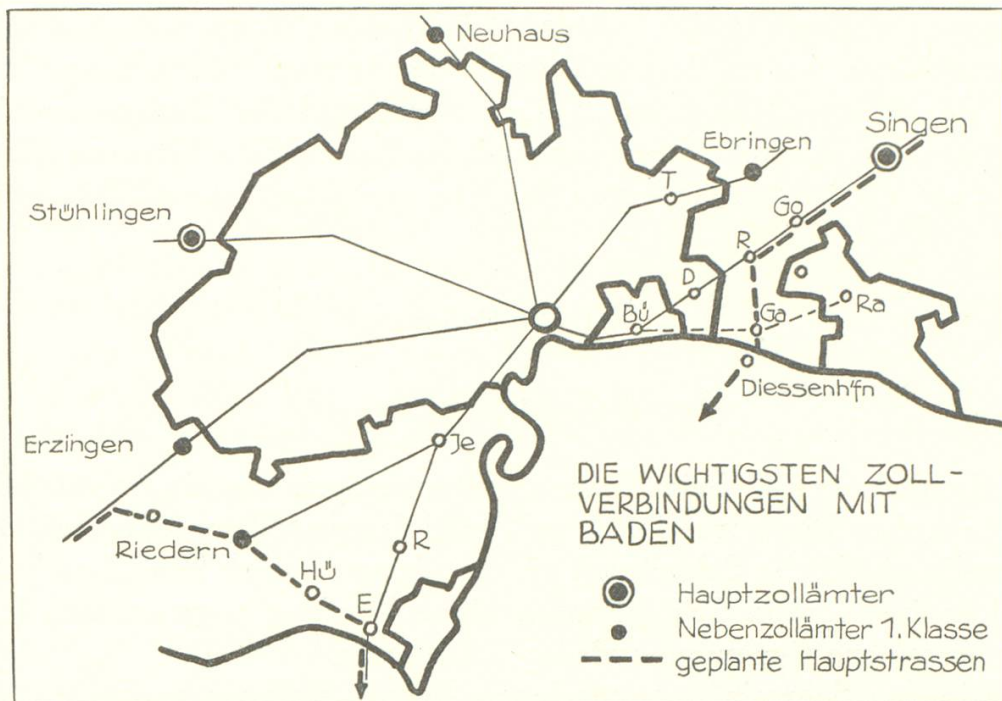 Neuhaus
Singen
Ebringen
T
Go
Stühlingen
R
D
Bü
Ga
Ra
Diessenh'fn
Erzingen
Je
DIE WICHTIGSTEN ZOLL-
VERBINDUNGEN MIT
BADEN
Riedern
R
Hü
E
Hauptzollämter
Nebenzollämter 1. Klasse
geplante Hauptstrassen